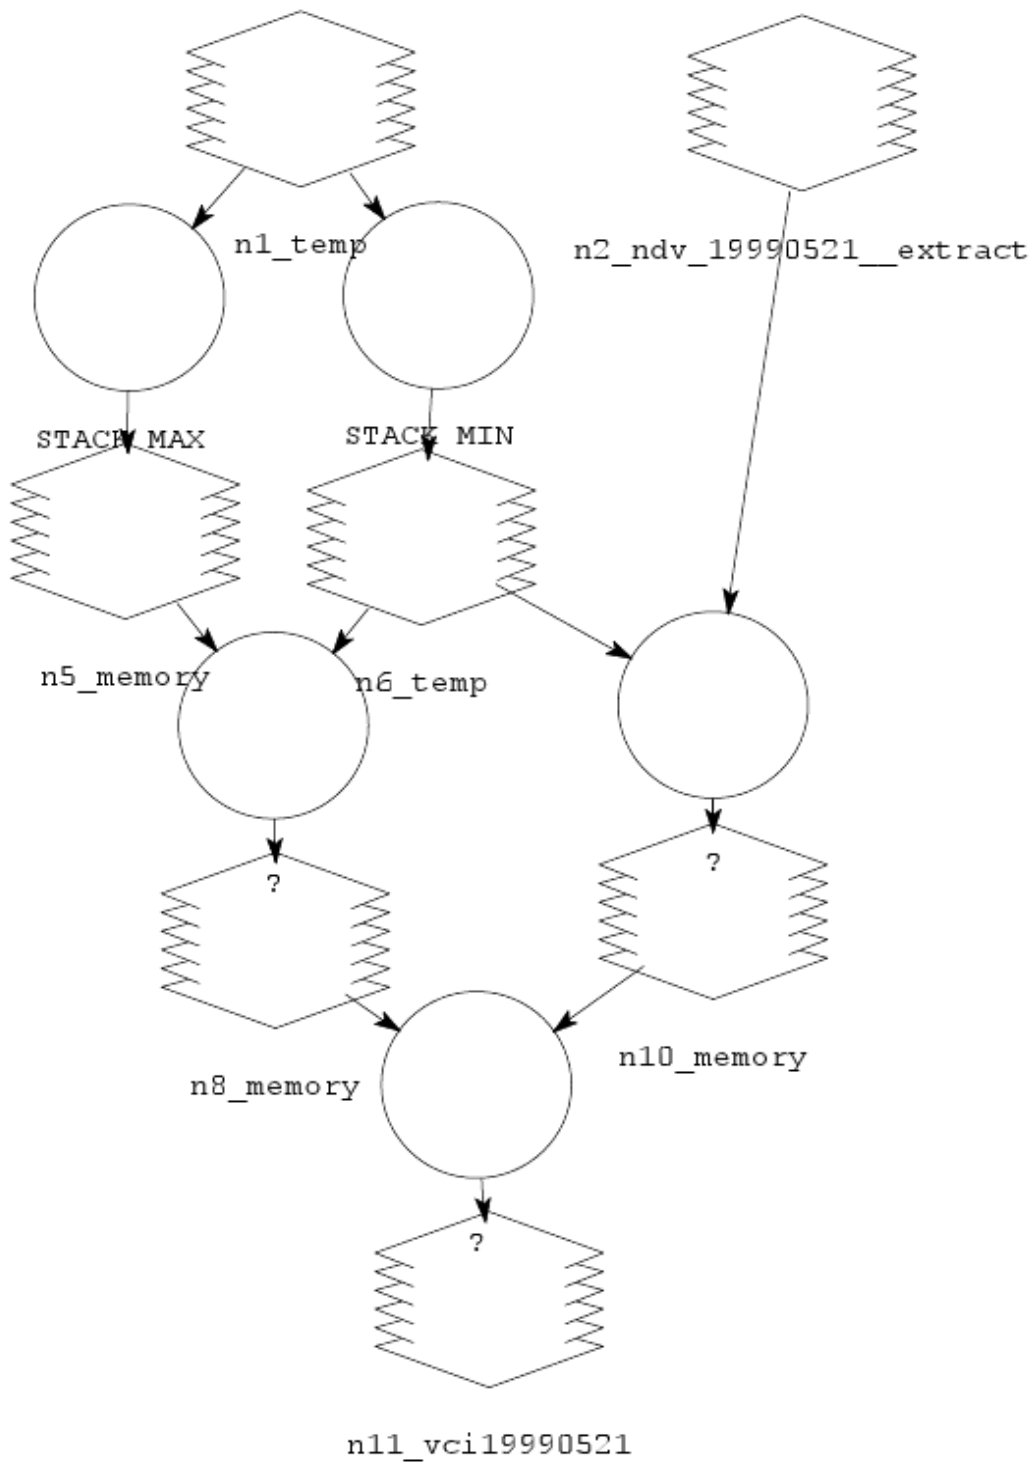 n1_temp
n2_ndv_19990521__extract
STACK_MAX
STACK_MIN
n5_memory
n6_temp
?
?
n10_memory
n8_memory
?
n11_vci19990521